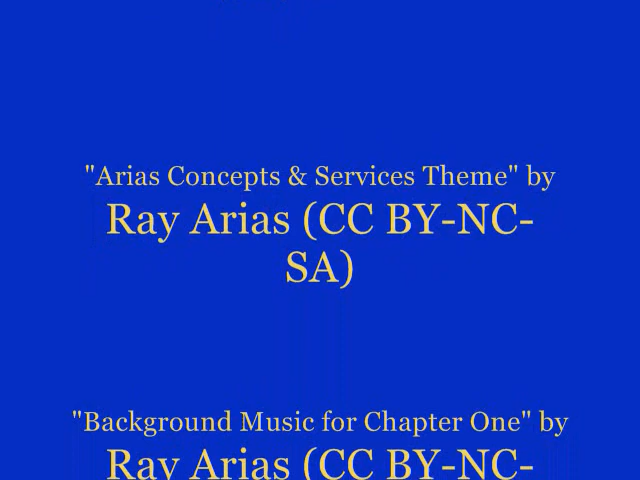 "Arias Concepts & Services Theme" by
Ray Arias (CC BY-NC-
SA)
"Background Music for Chapter One" by
Ray Arias (CC BY-NC-